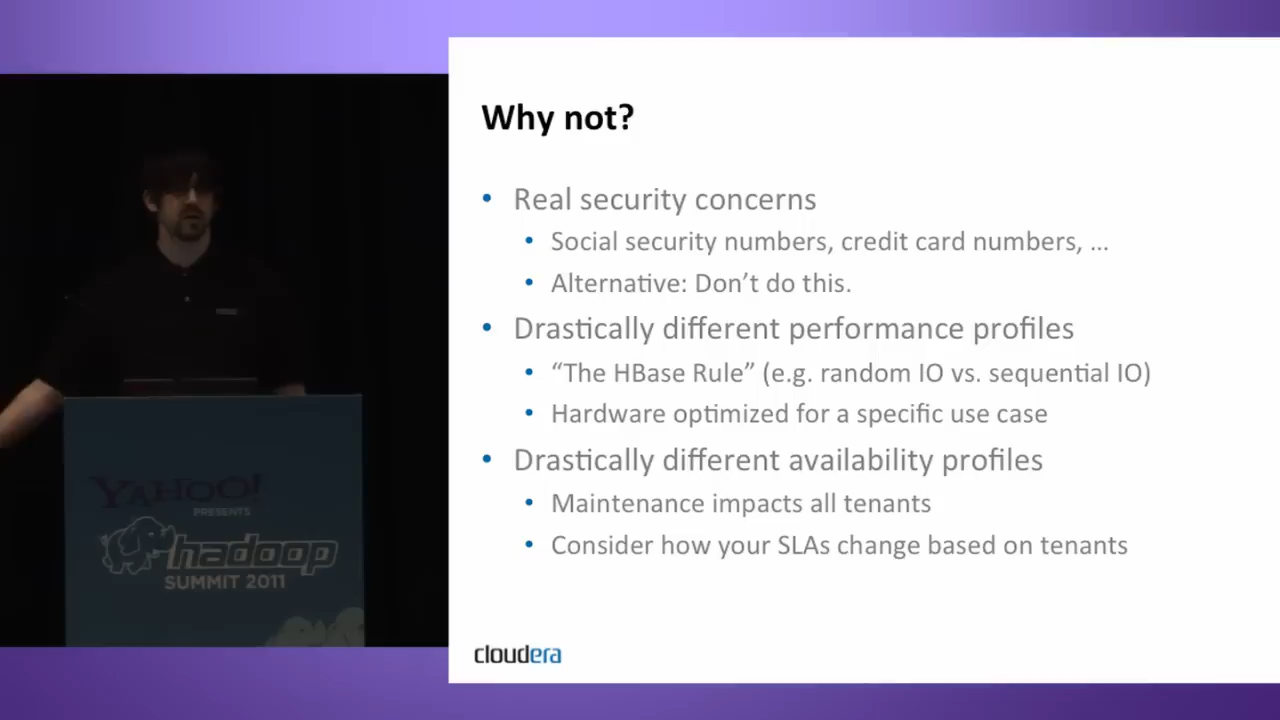 Why not?
• Real security concerns
• Social security numbers, credit card numbers, ...
• Alternative: Don't do this.
• Drastically different performance profiles
• “The HBase Rule” (e.g. random IO vs. sequential IO)
• Hardware optimized for a specific use case
• Drastically different availability profiles
• Maintenance impacts all tenants
• Consider how your SLAs change based on tenants
cloudera
YAHOO!
PRESENTS
hadoop
SUMMIT 2011